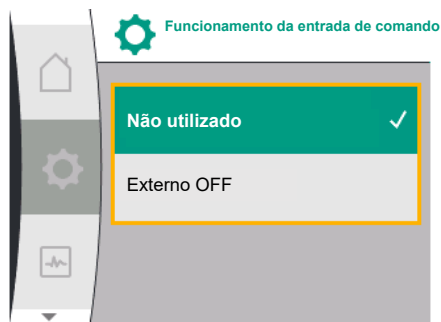 Funcionamento da entrada de comando
Não utilizado
Externo OFF